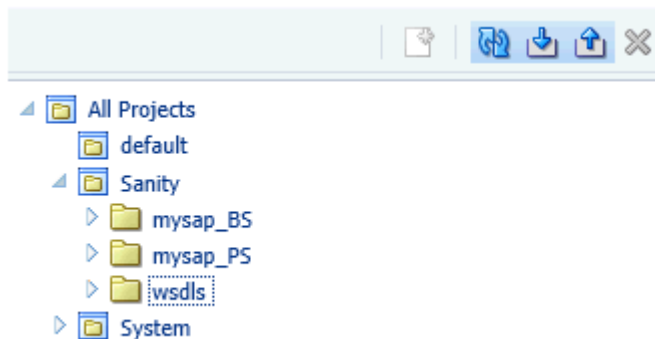 All Projects
default
Sanity
mysap_BS
mysap_PS
wsdls
System